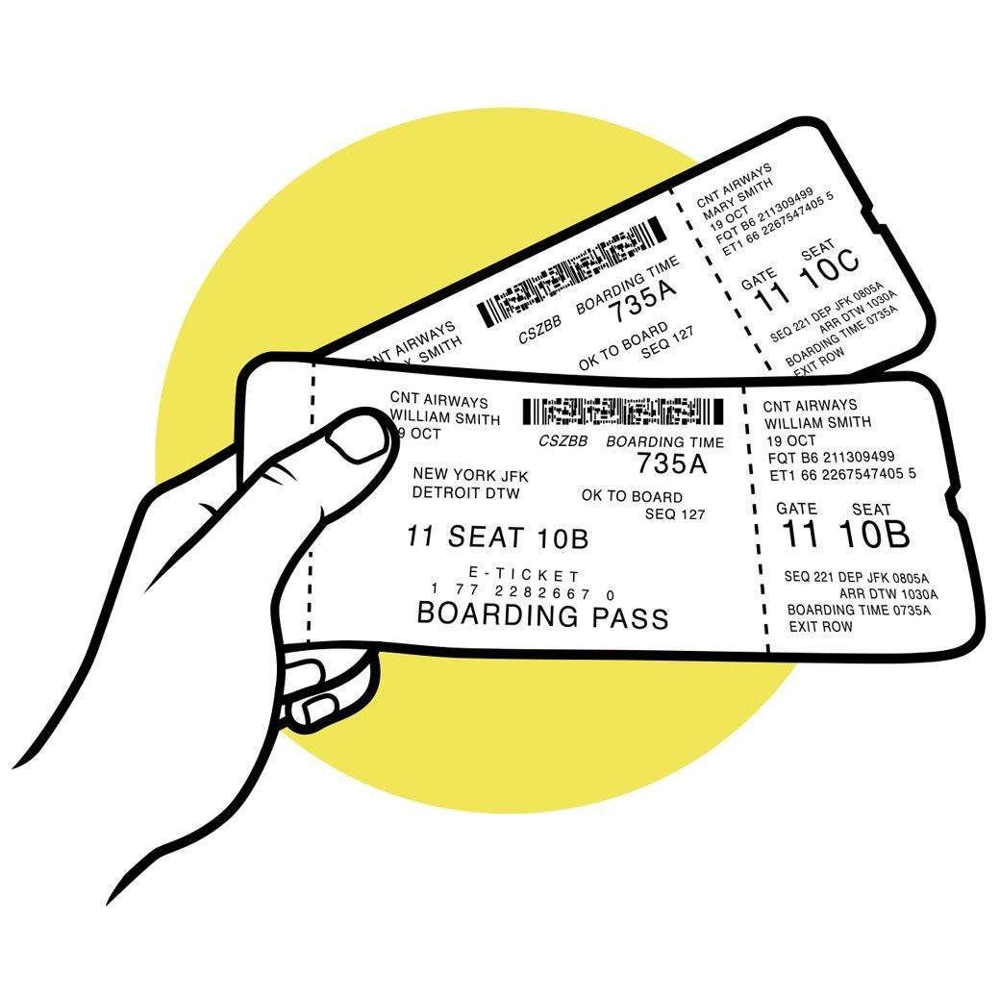 CNT AIRWAYS
MARY SMITH
19 OCT
FQT B6 211309499
ET1 66 2267547405 5
GATE SEAT
11 10C
SEQ 221 DEP JFK 0805A
ARR DTW 1030A
BOARDING TIME 0735A
EXIT ROW
CSZBB BOARDING TIME
735A
OK TO BOARD
SEQ 127
CNT AIRWAYS
Y SMITH
CNT AIRWAYS
WILLIAM SMITH
9 OCT
CSZBB BOARDING TIME
735A
NEW YORK JFK
DETROIT DTW
OK TO BOARD
SEQ 127
11 SEAT 10B
E-TICKET
1 77 2282667 0
BOARDING PASS
CNT AIRWAYS
WILLIAM SMITH
19 OCT
FQT B6 211309499
ET1 66 2267547405 5
GATE SEAT
11 10B
SEQ 221 DEP JFK 0805A
ARR DTW 1030A
BOARDING TIME 0735A
EXIT ROW